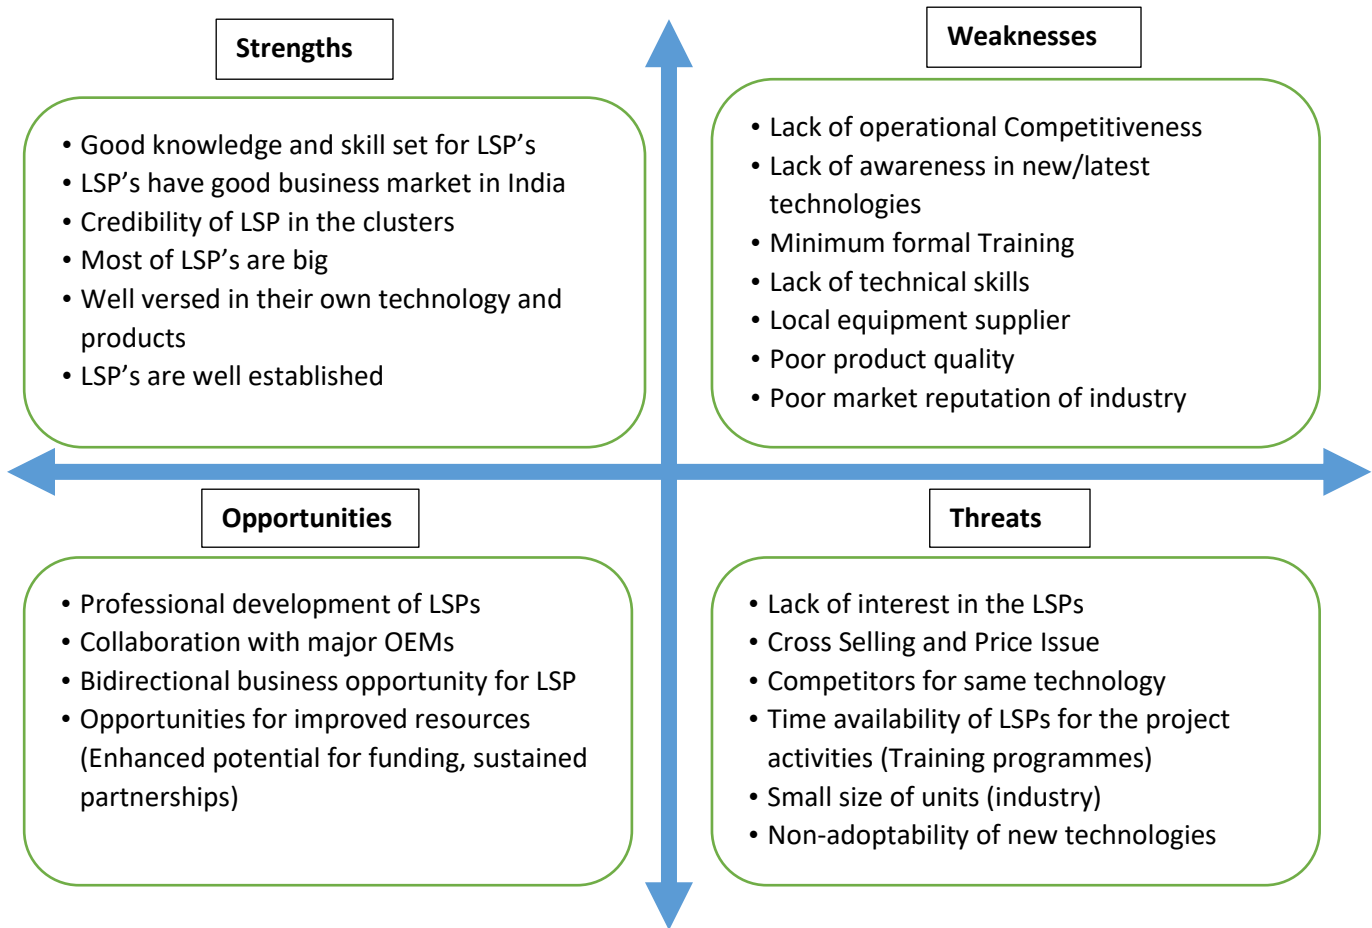 Strengths
• Good knowledge and skill set for LSP’s
• LSP’s have good business market in India
• Credibility of LSP in the clusters
• Most of LSP’s are big
• Well versed in their own technology and
products
• LSP’s are well established
Weaknesses
• Lack of operational Competitiveness
• Lack of awareness in new/latest
technologies
• Minimum formal Training
• Lack of technical skills
• Local equipment supplier
• Poor product quality
• Poor market reputation of industry
Opportunities
• Professional development of LSPs
• Collaboration with major OEMs
• Bidirectional business opportunity for LSP
• Opportunities for improved resources
(Enhanced potential for funding, sustained
partnerships)
Threats
• Lack of interest in the LSPs
• Cross Selling and Price Issue
• Competitors for same technology
• Time availability of LSPs for the project
activities (Training programmes)
• Small size of units (industry)
• Non-adoptability of new technologies